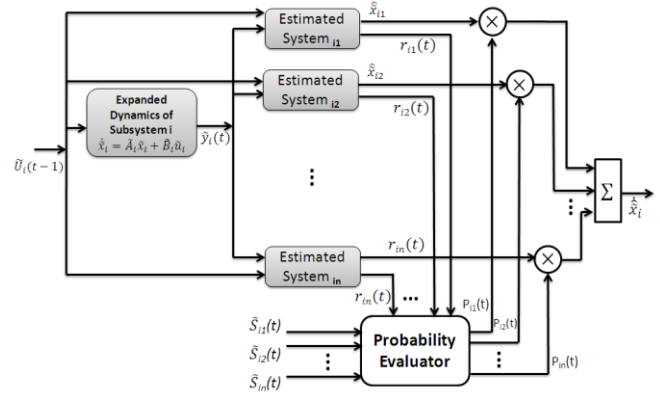 Estimated
System i1
x̂̃i1
ri1(t)
×
Estimated
System i2
x̂̃i2
ri2(t)
×
Expanded
Dynamics of
Subsystem i
ẋ̃i = Ãix̃i + B̃iũi
ỹi(t)
Ũi(t−1)
⋮
Σ
⋮
ẋ̂̃i
Estimated
System in
rin(t)
×
rin(t)
...
Pi1(t)
Pi2(t)
Pin(t)
S̃i1(t)
S̃i2(t)
⋮
S̃in(t)
Probability
Evaluator
⋮